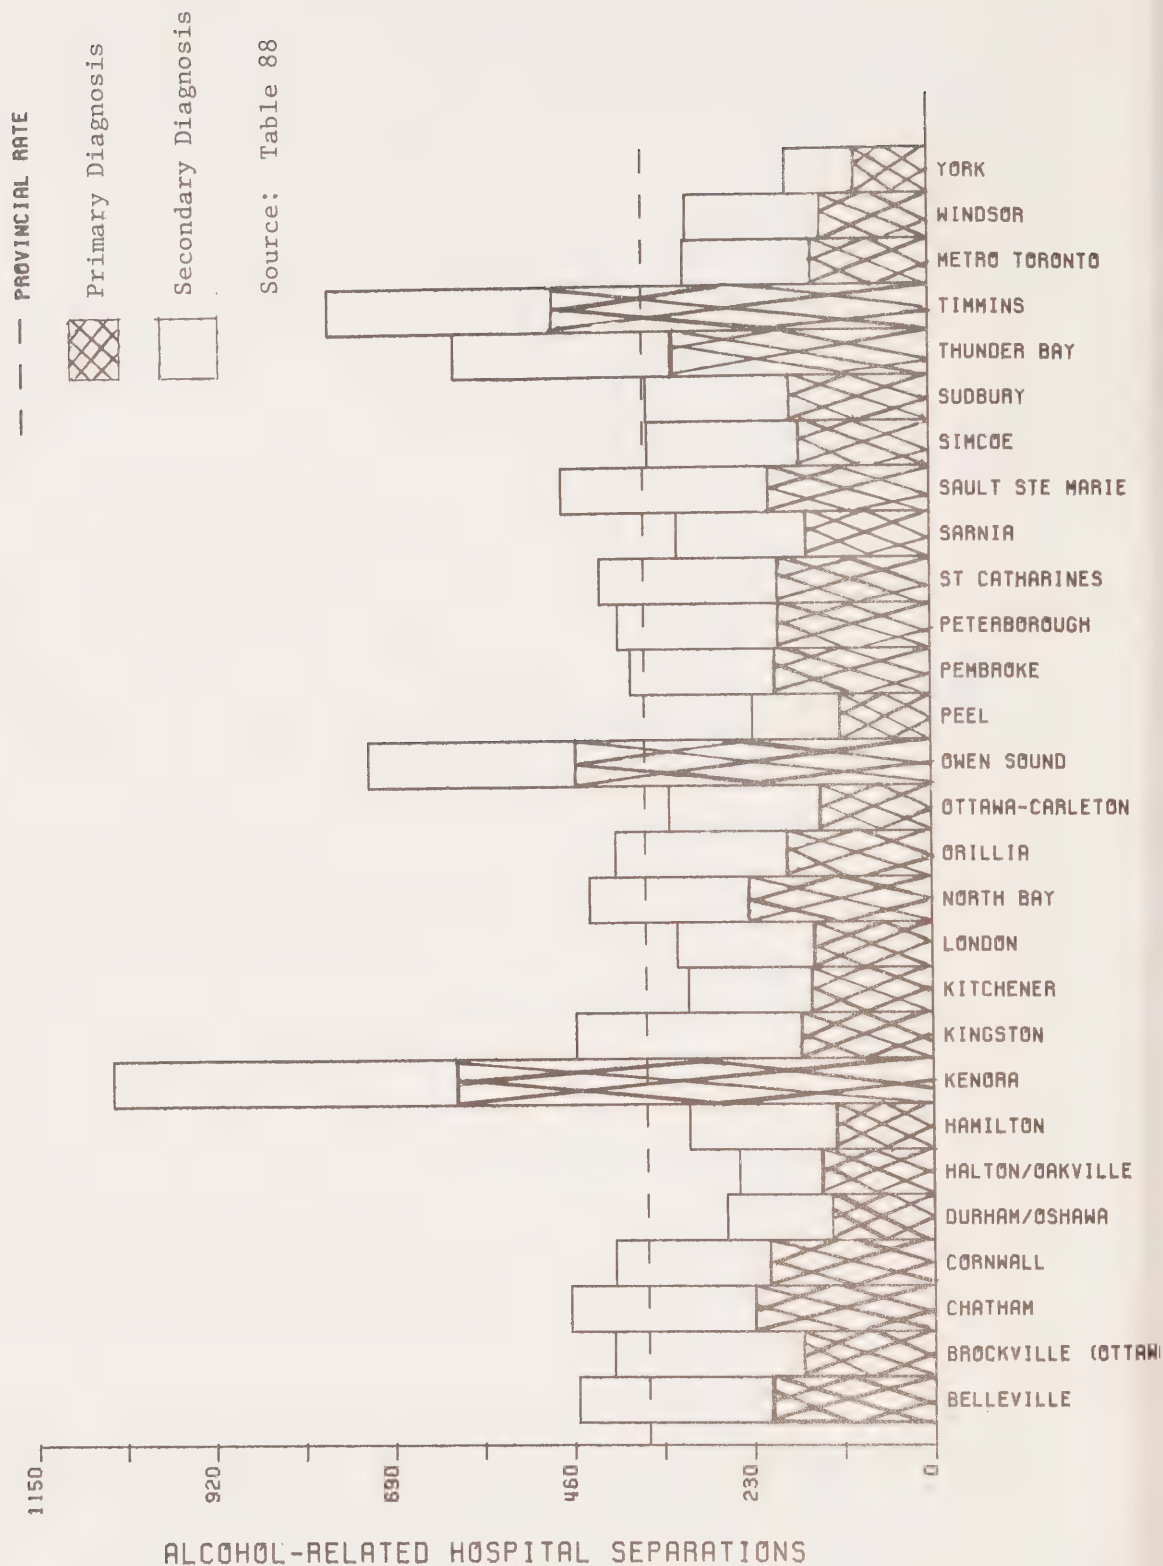 — — — PROVINCIAL RATE
Primary Diagnosis
Secondary Diagnosis
Source: Table 88
YORK
WINDSOR
METRO TORONTO
TIMMINS
THUNDER BAY
SUDBURY
SIMCOE
SAULT STE MARIE
SARNIA
ST CATHARINES
PETERBOROUGH
PEMBROKE
PEEL
OWEN SOUND
OTTAWA-CARLETON
ORILLIA
NORTH BAY
LONDON
KITCHENER
KINGSTON
KENORA
HAMILTON
HALTON/OAKVILLE
DURHAM/OSHAWA
CORNWALL
CHATHAM
BROCKVILLE (OTTAW
BELLEVILLE
1150
920
690
460
230
0
ALCOHOL-RELATED HOSPITAL SEPARATIONS